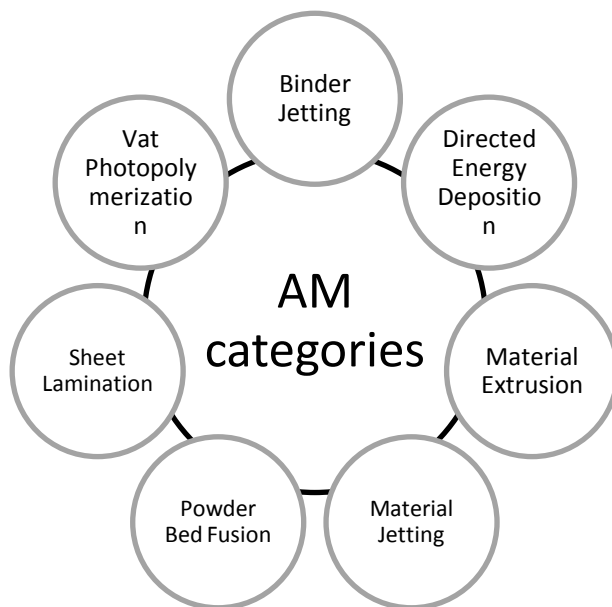 Binder
Jetting
Directed
Energy
Depositio
n
Material
Extrusion
Material
Jetting
Powder
Bed Fusion
Sheet
Lamination
Vat
Photopoly
merizatio
n
AM
categories